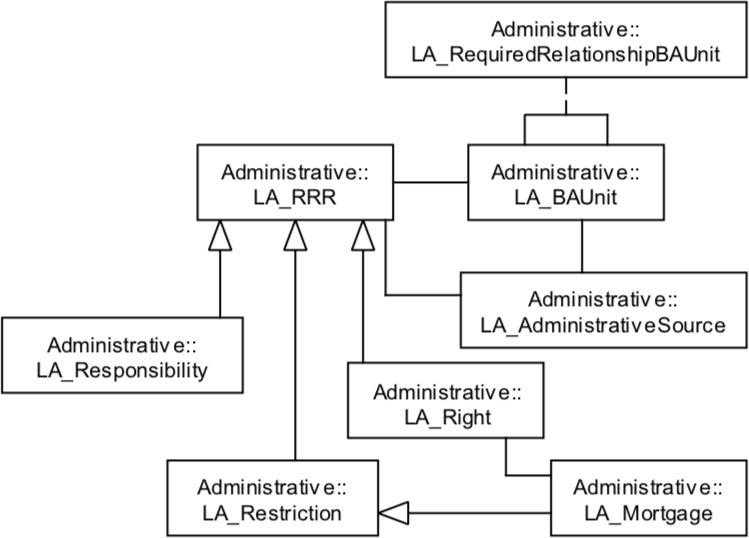 Administrative::
LA_RequiredRelationshipBAUnit
Administrative::
LA_RRR
Administrative::
LA_BAUnit
Administrative::
LA_AdministrativeSource
Administrative::
LA_Responsibility
Administrative::
LA_Right
Administrative::
LA_Restriction
Administrative::
LA_Mortgage